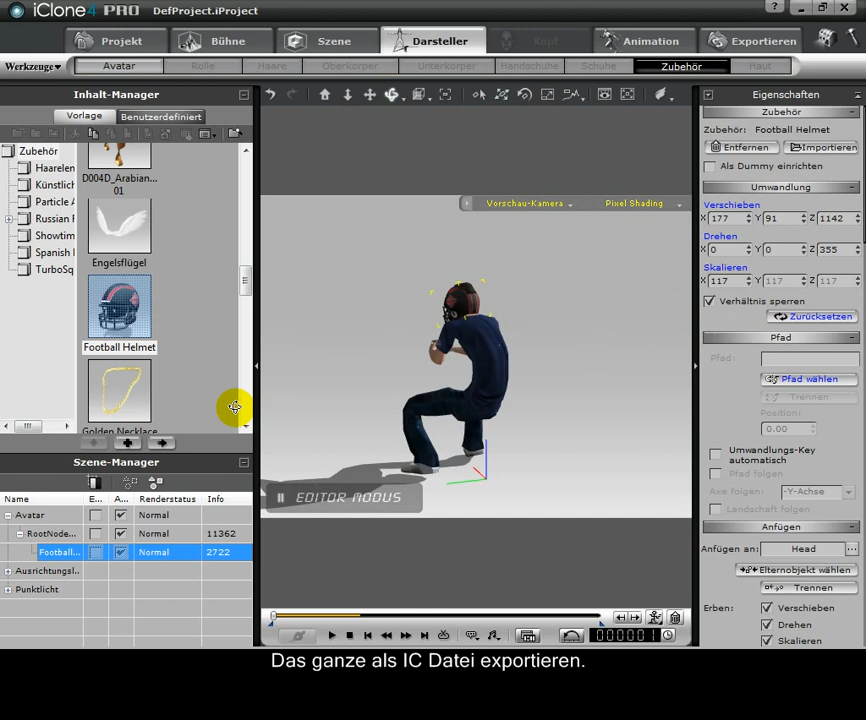 iClone4 PRO DefProject.iProject ?
Projekt Bühne Szene Darsteller Kopf Animation Exportieren
Werkzeuge Avatar Rolle Haare Oberkörper Unterkörper Handschuhe Schuhe Zubehör Haut
Inhalt-Manager
Vorlage Benutzerdefiniert
Zubehör
Haarelen
Künstlich
Particle A
Russian F
Showtim
Spanish I
TurboSq
D004D_Arabian...
01
Engelsflügel
Football Helmet
Golden Necklace
Szene-Manager
Name E... A... Renderstatus Info
Avatar Normal
RootNode... Normal 11362
Football... Normal 2722
Ausrichtungsl... Normal
Punktlicht Normal
Vorschau-Kamera Pixel Shading
EDITOR MODUS
000001
Eigenschaften
Zubehör
Zubehör: Football Helmet
Entfernen Importieren
Als Dummy einrichten
Umwandlung
Verschieben
X 177 Y 91 Z 1142
Drehen
X 0 Y 0 Z 355
Skalieren
X 117 Y 117 Z 117
Verhältnis sperren
Zurücksetzen
Pfad
Pfad:
Pfad wählen
Trennen
Position:
0.00
Umwandlungs-Key
automatisch
Pfad folgen
Axe folgen: -Y-Achse
Landschaft folgen
Anfügen
Anfügen an: Head ...
Elternobjekt wählen
Trennen
Erben: Verschieben
Drehen
Skalieren
Das ganze als IC Datei exportieren.